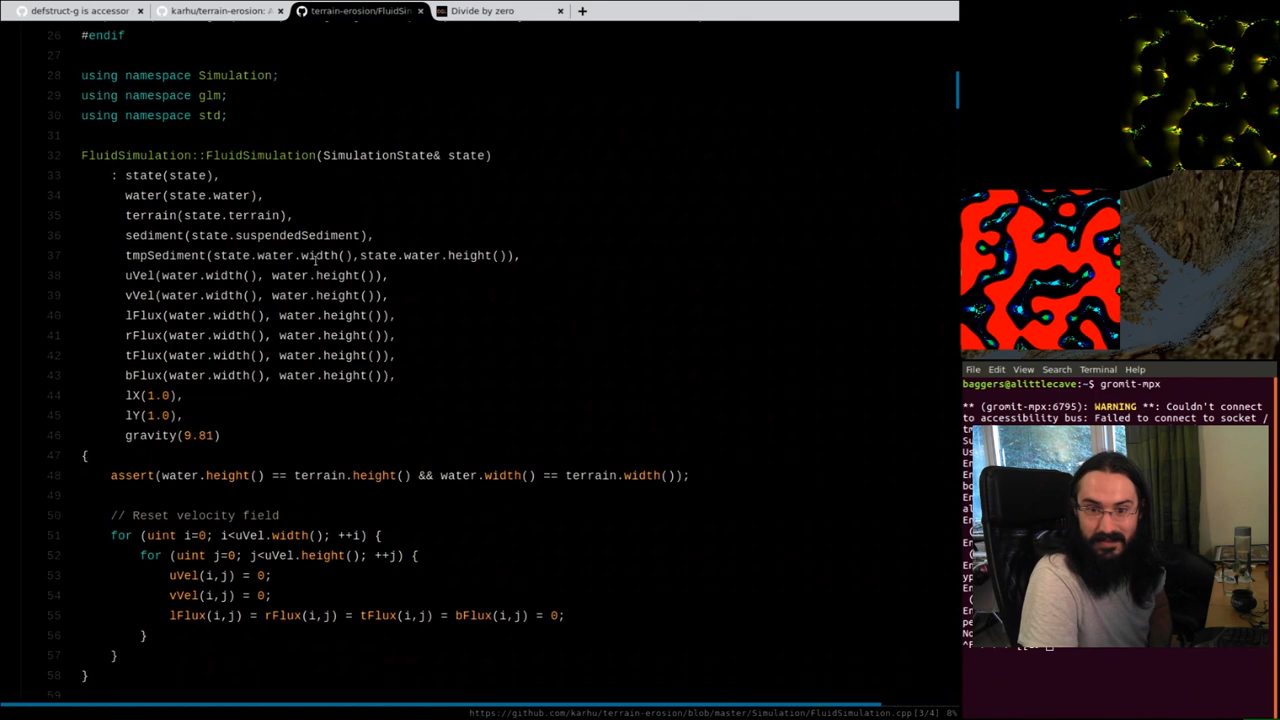 defstruct-g is accessor
karhu/terrain-erosion: A
terrain-erosion/FluidSim
Divide by zero
26 #endif
27
28 using namespace Simulation;
29 using namespace glm;
30 using namespace std;
31
32 FluidSimulation::FluidSimulation(SimulationState& state)
33 : state(state),
34 water(state.water),
35 terrain(state.terrain),
36 sediment(state.suspendedSediment),
37 tmpSediment(state.water.width(),state.water.height()),
38 uVel(water.width(), water.height()),
39 vVel(water.width(), water.height()),
40 lFlux(water.width(), water.height()),
41 rFlux(water.width(), water.height()),
42 tFlux(water.width(), water.height()),
43 bFlux(water.width(), water.height()),
44 lX(1.0),
45 lY(1.0),
46 gravity(9.81)
47 {
48 assert(water.height() == terrain.height() && water.width() == terrain.width());
49
50 // Reset velocity field
51 for (uint i=0; i<uVel.width(); ++i) {
52 for (uint j=0; j<uVel.height(); ++j) {
53 uVel(i,j) = 0;
54 vVel(i,j) = 0;
55 lFlux(i,j) = rFlux(i,j) = tFlux(i,j) = bFlux(i,j) = 0;
56 }
57 }
58 }
59
https://github.com/karhu/terrain-erosion/blob/master/Simulation/FluidSimulation.cpp [3/4] 8%
File Edit View Search Terminal Help
baggers@alittlecave:~$ gromit-mpx
** (gromit-mpx:6795): WARNING **: Couldn't connect
to accessibility bus: Failed to connect to socket /